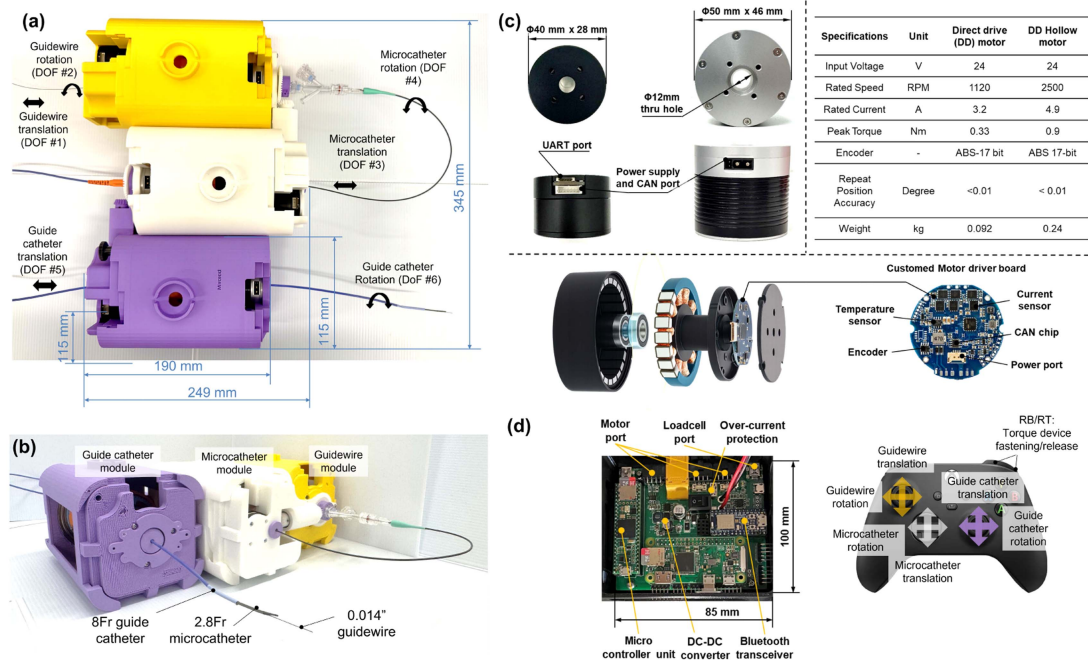 (a)
Guidewire
rotation
(DOF #2)
Guidewire
translation
(DOF #1)
Microcatheter
rotation (DOF
#4)
Microcatheter
translation
(DOF #3)
Guide
catheter
translation
(DOF #5)
Guide catheter
Rotation (DoF #6)
345 mm
115 mm
115 mm
190 mm
249 mm
(b)
Guide catheter
module
Microcatheter
module
Guidewire
module
8Fr guide
catheter
2.8Fr
microcatheter
0.014”
guidewire
(c)
Φ40 mm x 28 mm
Φ50 mm x 46 mm
Φ12mm
thru hole
UART port
Power supply
and CAN port
Specifications Unit Direct drive (DD) motor DD Hollow motor
Input Voltage V 24 24
Rated Speed RPM 1120 2500
Rated Current A 3.2 4.9
Peak Torque Nm 0.33 0.9
Encoder - ABS-17 bit ABS 17-bit
Repeat Position Accuracy Degree <0.01 < 0.01
Weight kg 0.092 0.24
Customed Motor driver board
Temperature
sensor
Current
sensor
CAN chip
Encoder
Power port
(d)
Motor
port
Loadcell
port
Over-current
protection
100 mm
85 mm
Micro
controller unit
DC-DC
converter
Bluetooth
transceiver
RB/RT:
Torque device
fastening/release
Guidewire
translation
Guide catheter
translation
Guidewire
rotation
Guide
catheter
rotation
Microcatheter
rotation
Microcatheter
translation
A